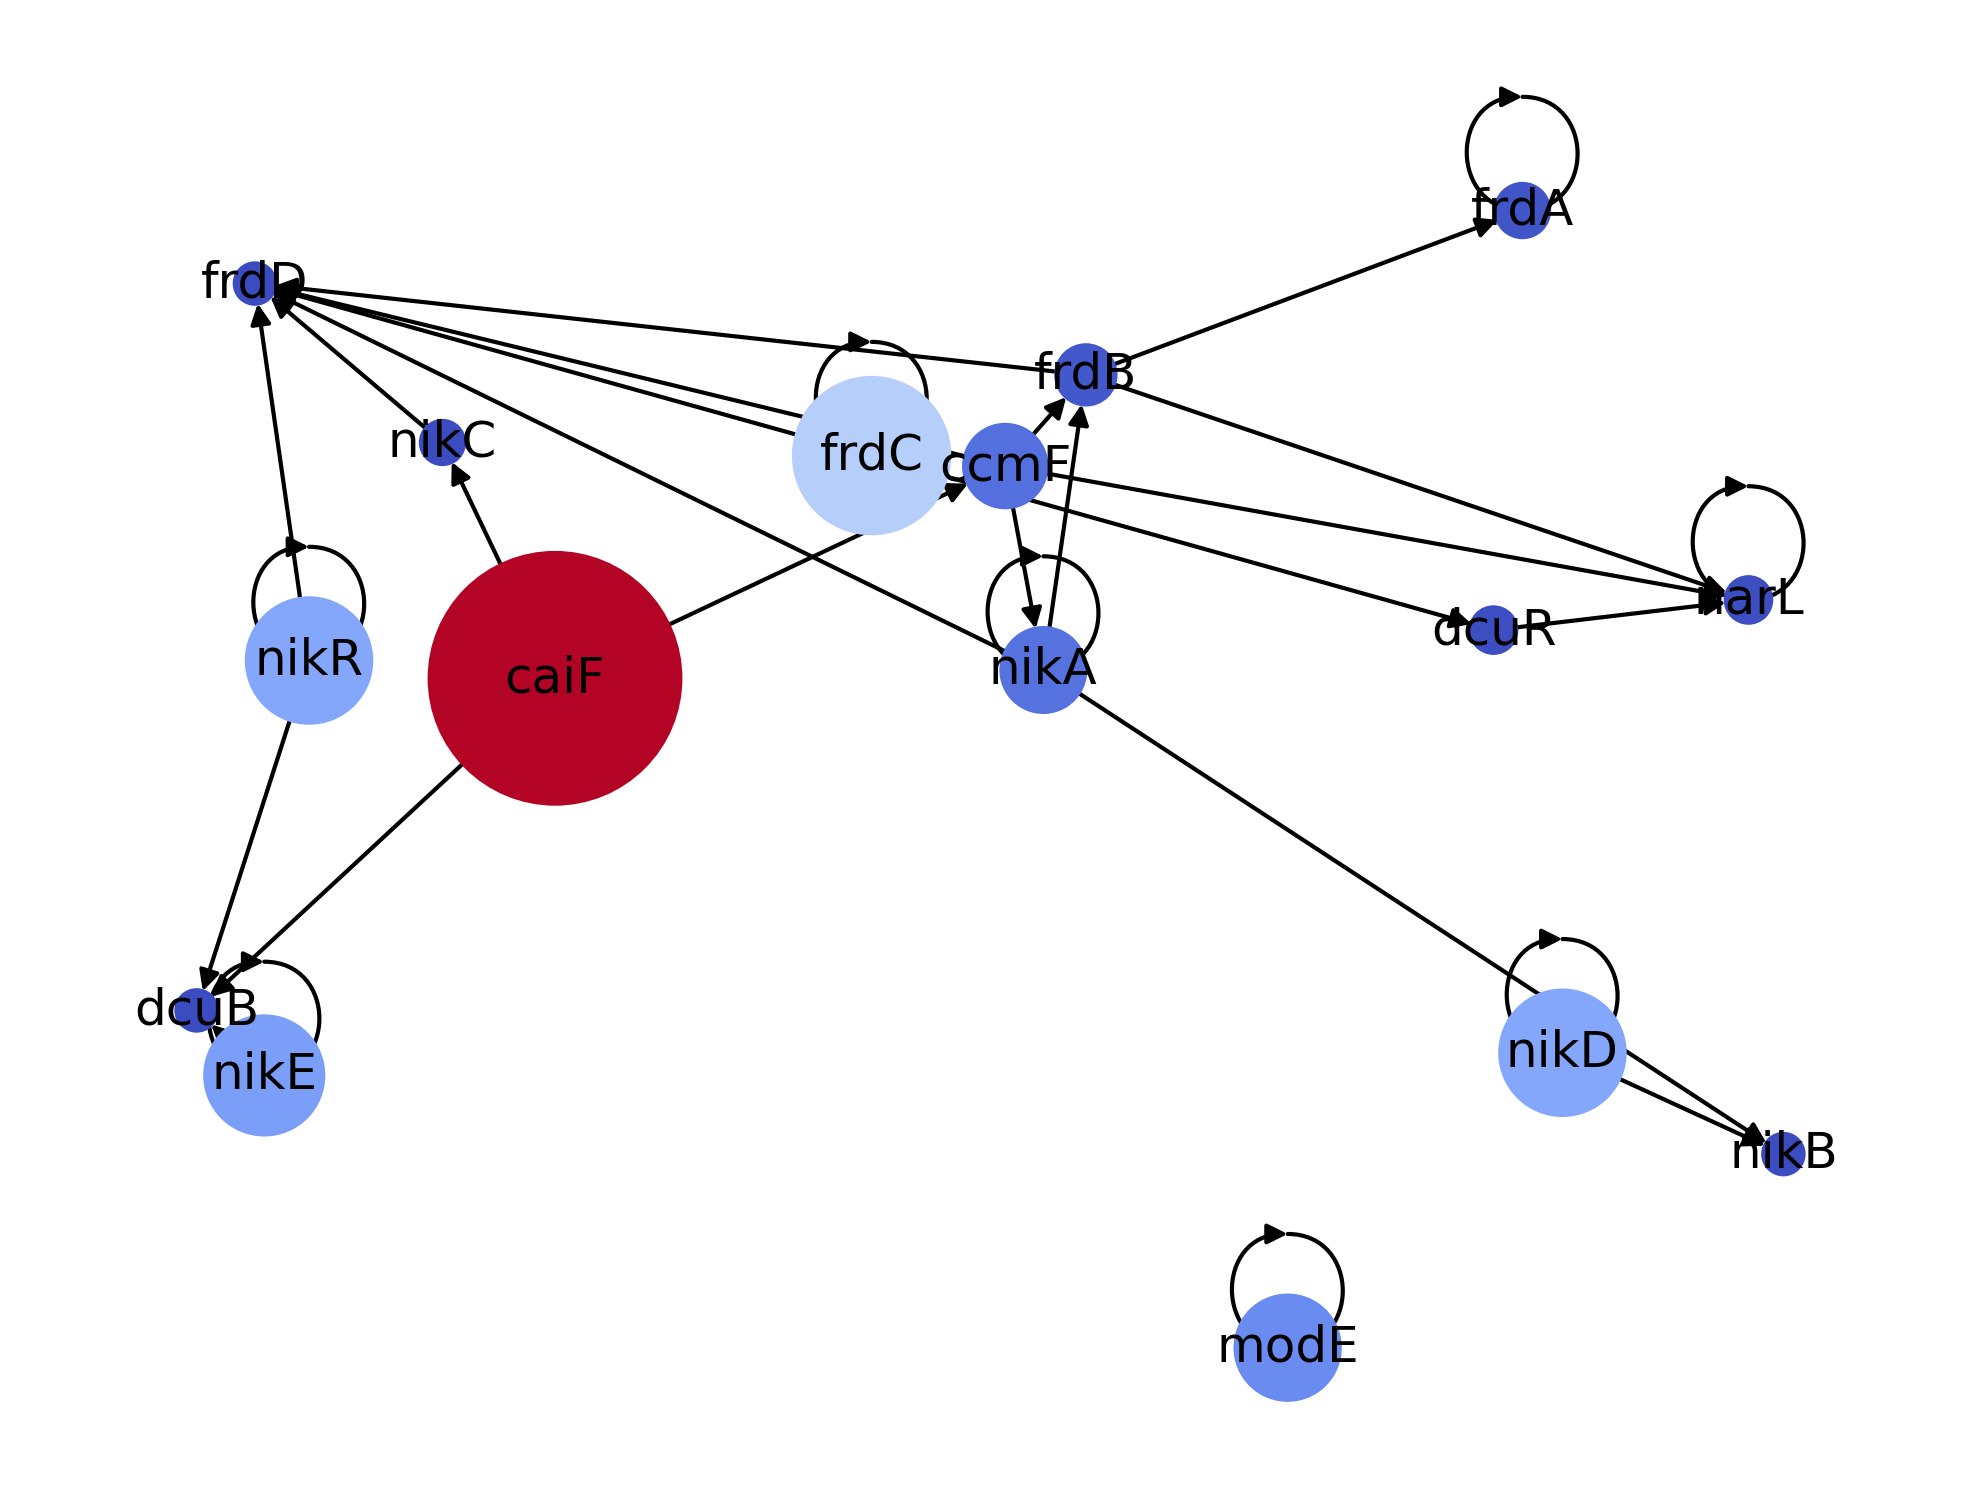 frdA
frdD
frdB
nikC
frdC
ccmF
narL
dcuR
nikR
caiF
nikA
dcuB
nikE
nikD
nikB
modE